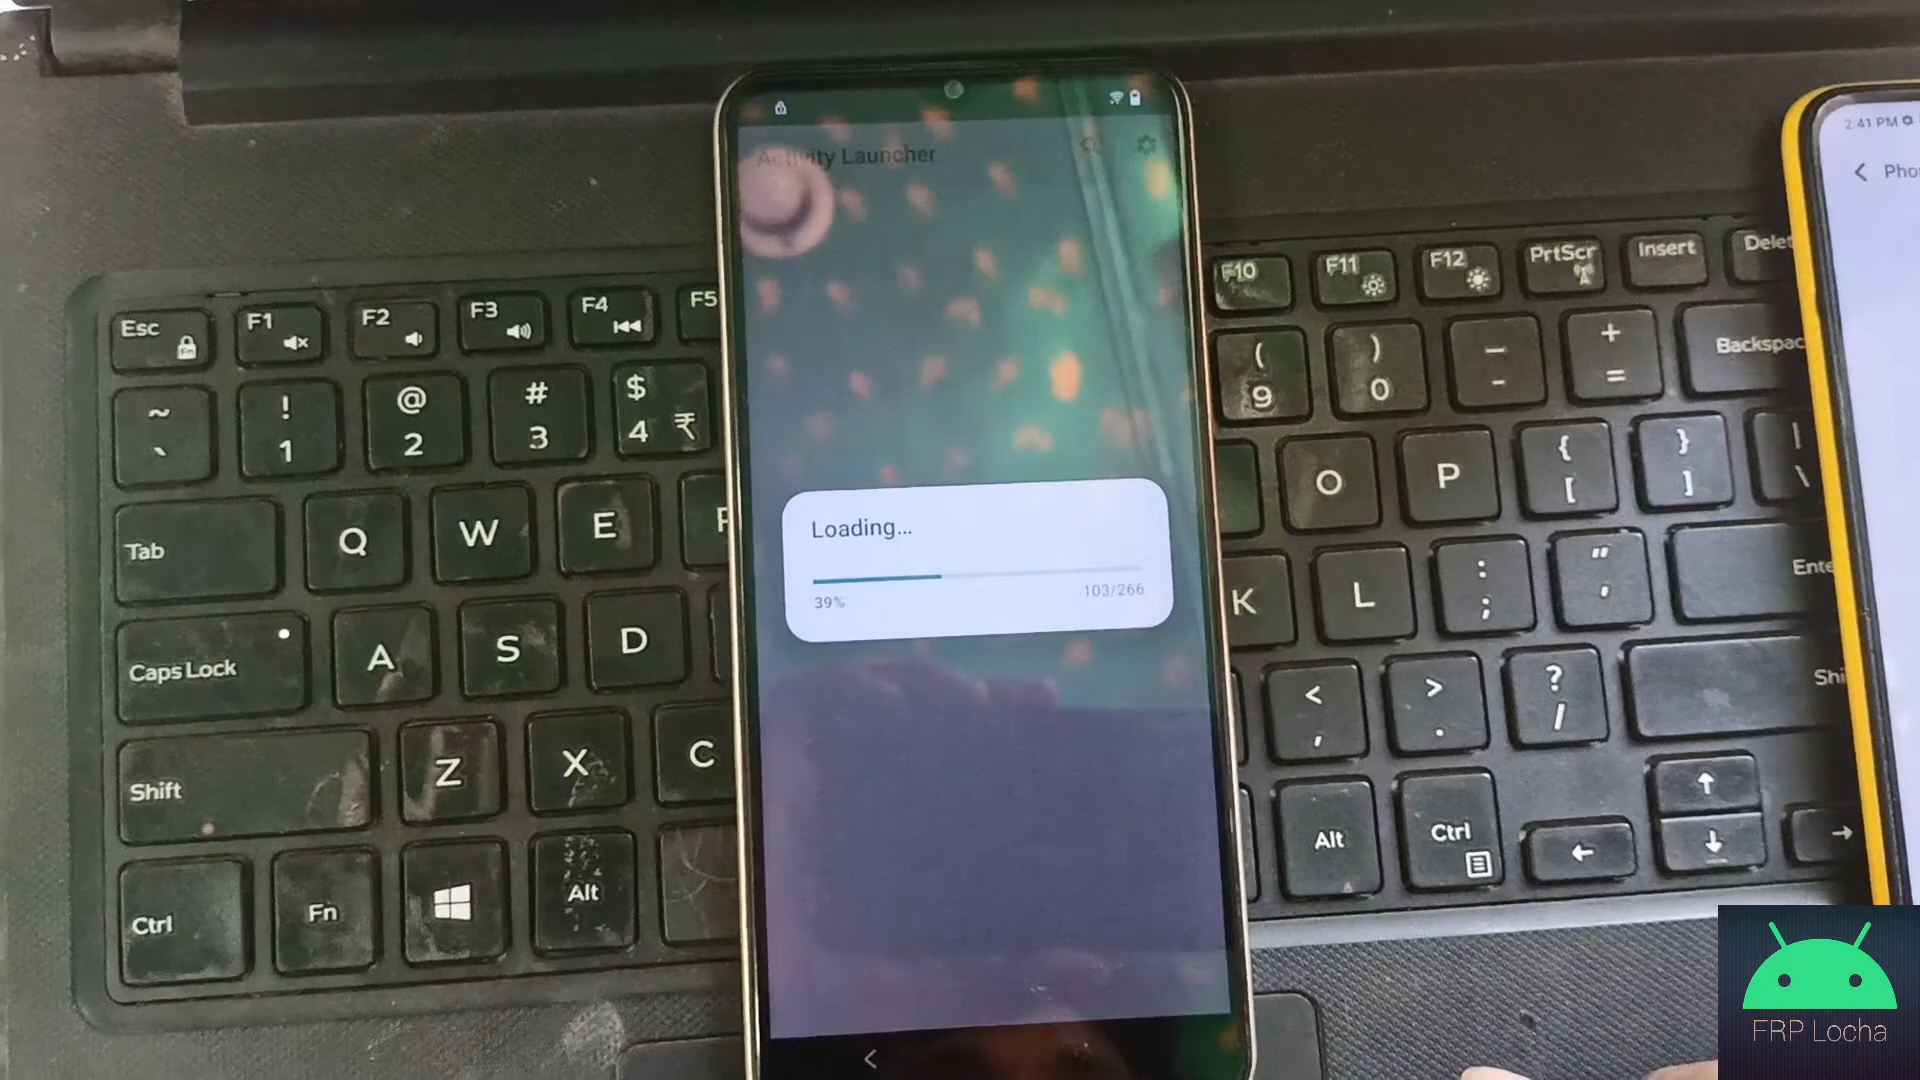 Activity Launcher
Loading...
39%
103/266
2:41 PM
Esc
Fn
F1
F2
F3
F4
F5
F10
F11
F12
PrtScr
Insert
~
`
!
1
@
2
#
3
$
4 ₹
(
9
)
0
-
+
=
Tab
Q
W
E
O
P
{
[
}
]
|
\
Caps Lock
A
S
D
K
L
:
;
"
'
Shift
Z
X
C
<
,
>
.
?
/
Ctrl
Fn
Alt
Alt
Ctrl
FRP Locha